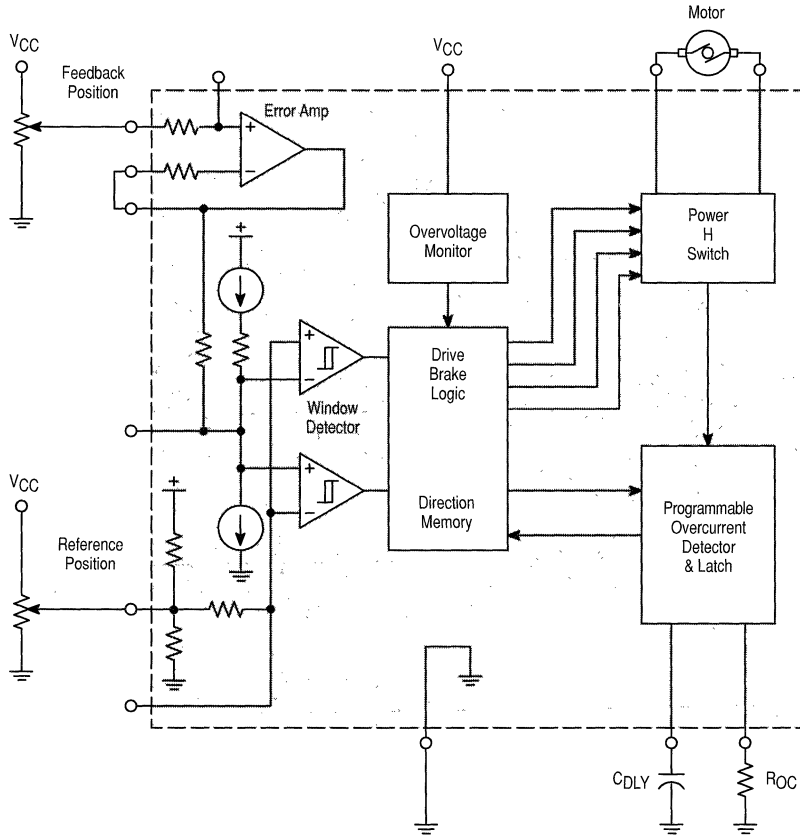 Motor
VCC
Feedback
Position
VCC
Error Amp
+
−
+
Overvoltage
Monitor
Power
H
Switch
+
−
Drive
Brake
Logic
Window
Detector
+
−
VCC
+
Direction
Memory
Programmable
Overcurrent
Detector
& Latch
Reference
Position
CDLY
ROC